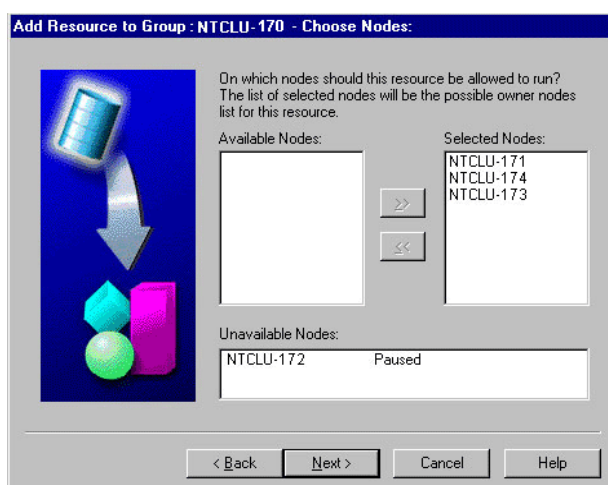 Add Resource to Group : NTCLU-170 - Choose Nodes:
On which nodes should this resource be allowed to run?
The list of selected nodes will be the possible owner nodes
list for this resource.
Available Nodes:
Selected Nodes:
NTCLU-171
NTCLU-174
NTCLU-173
>>
<<
Unavailable Nodes:
NTCLU-172 Paused
< Back
Next >
Cancel
Help